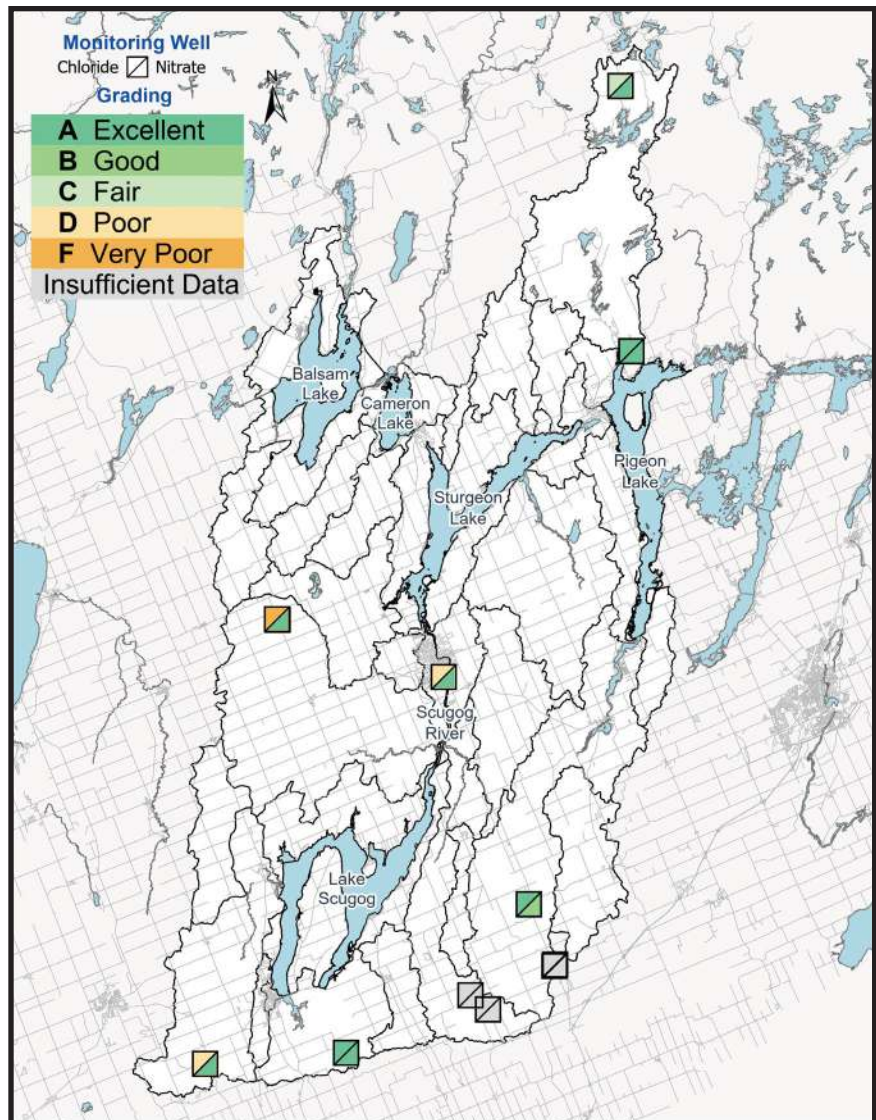 Monitoring Well
Chloride Nitrate
Grading
A Excellent
B Good
C Fair
D Poor
F Very Poor
Insufficient Data
N
Balsam
Lake
Cameron
Lake
Sturgeon
Lake
Pigeon
Lake
Scugog
River
Lake
Scugog